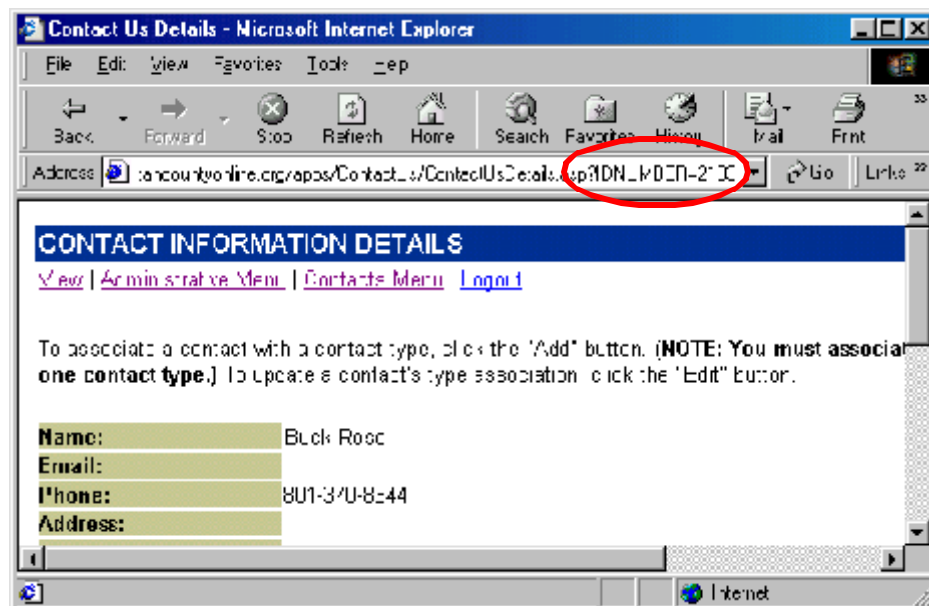 Contact Us Details - Microsoft Internet Explorer
File Edit View Favorites Tools Help
Back Forward Stop Refresh Home Search Favorites History Mail Print
Address Go Links
CONTACT INFORMATION DETAILS
View | Administrative Menu | Contacts Menu Logout
To associate a contact with a contact type, click the "Add" button. (NOTE: You must associat
one contact type.) To update a contact's type association click the "Edit" button.
Name: Buck Rose
Email:
Phone:
Address:
Internet